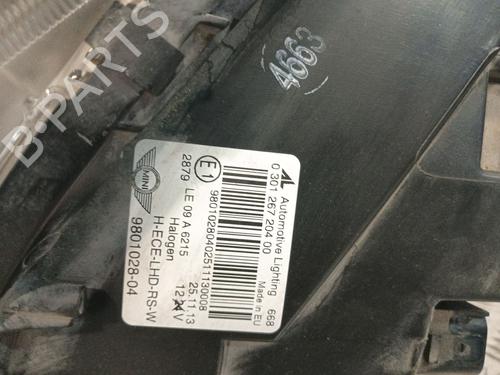 4663
AL Automotive Lighting 668
0 301 267 204 00 Made in EU
E1 98010280402511130008
2879 LE 09 A 6215 25.11.13
Halogen 12 V
MINI H-ECE-LHD-RS-W
9801028-04
B-PARTS